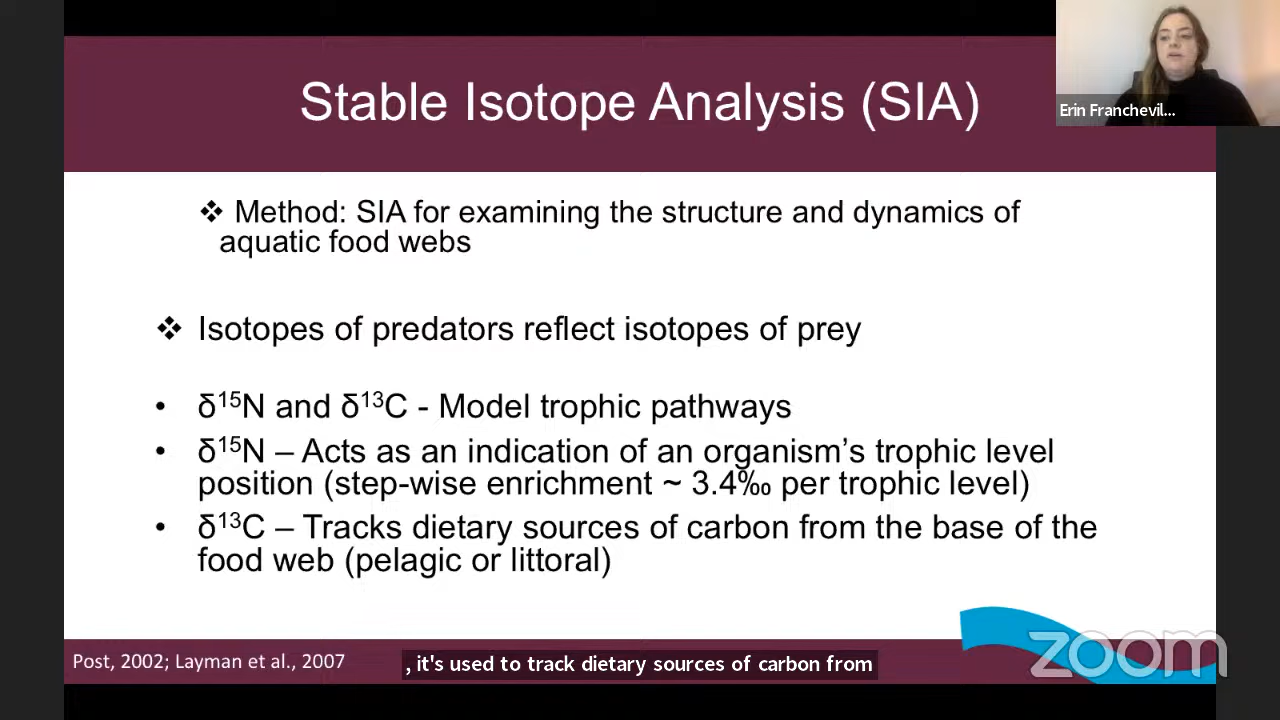 Stable Isotope Analysis (SIA)
Erin Franchevil...
❖ Method: SIA for examining the structure and dynamics of
aquatic food webs
❖ Isotopes of predators reflect isotopes of prey
• δ¹⁵N and δ¹³C - Model trophic pathways
• δ¹⁵N – Acts as an indication of an organism’s trophic level
position (step-wise enrichment ~ 3.4‰ per trophic level)
• δ¹³C – Tracks dietary sources of carbon from the base of the
food web (pelagic or littoral)
Post, 2002; Layman et al., 2007
, it's used to track dietary sources of carbon from
zoom